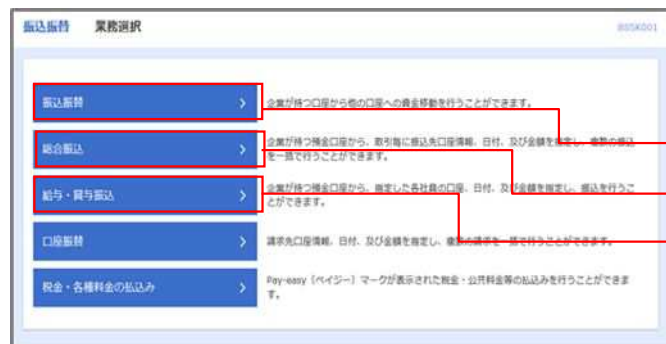 振込振替 業務選択
BSSK001
振込振替
企業が持つ口座から他の口座への資金移動を行うことができます。
総合振込
企業が持つ預金口座から、取引毎に振込先口座情報、日付、及び金額を指定し、複数の振込
を一括で行うことができます。
給与・賞与振込
企業が持つ預金口座から、指定した各社員の口座、日付、及び金額を指定し、振込を行うこ
とができます。
口座振替
請求先口座情報、日付、及び金額を指定し、複数の請求を一括で行うことができます。
税金・各種料金の払込み
Pay-easy（ペイジー）マークが表示された税金・公共料金等の払込みを行うことができま
す。